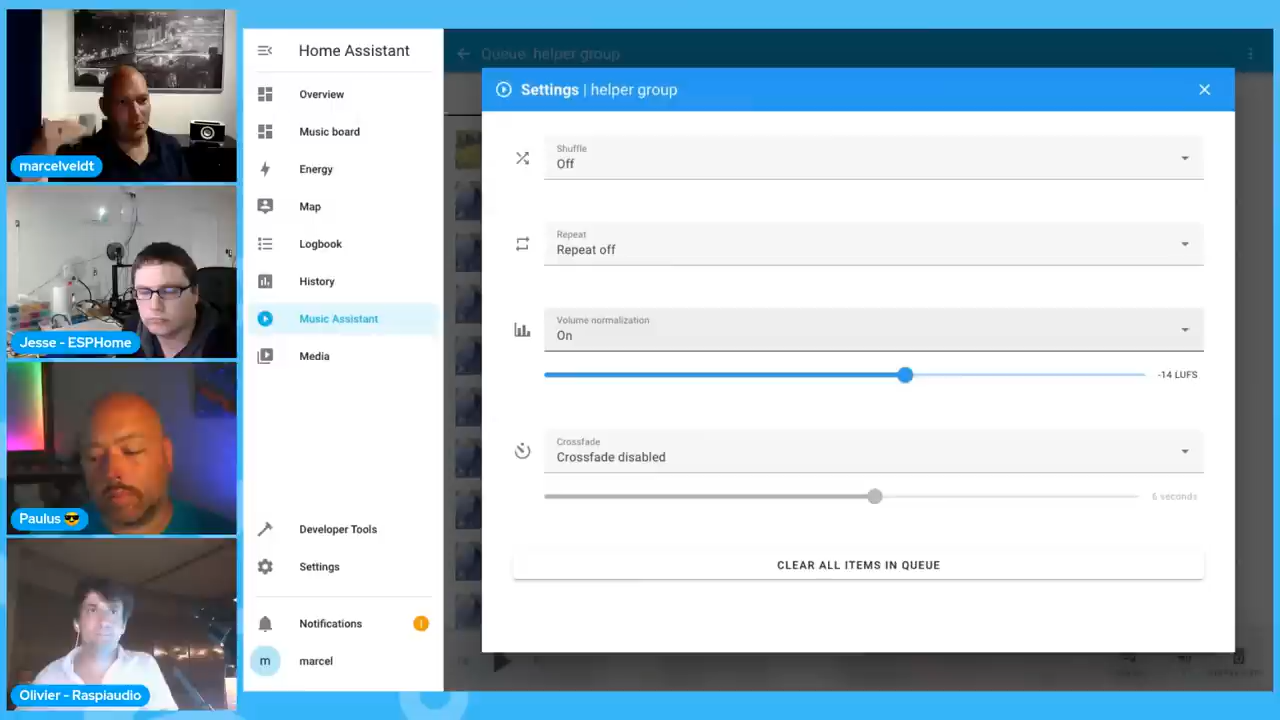 marcelveldt
Jesse - ESPHome
Paulus 😎
Olivier - Raspiaudio
Home Assistant
Overview
Music board
Energy
Map
Logbook
History
Music Assistant
Media
Developer Tools
Settings
Notifications
!
m
marcel
Queue: helper group
Settings | helper group
Shuffle
Off
Repeat
Repeat off
Volume normalization
On
-14 LUFS
Crossfade
Crossfade disabled
6 seconds
CLEAR ALL ITEMS IN QUEUE